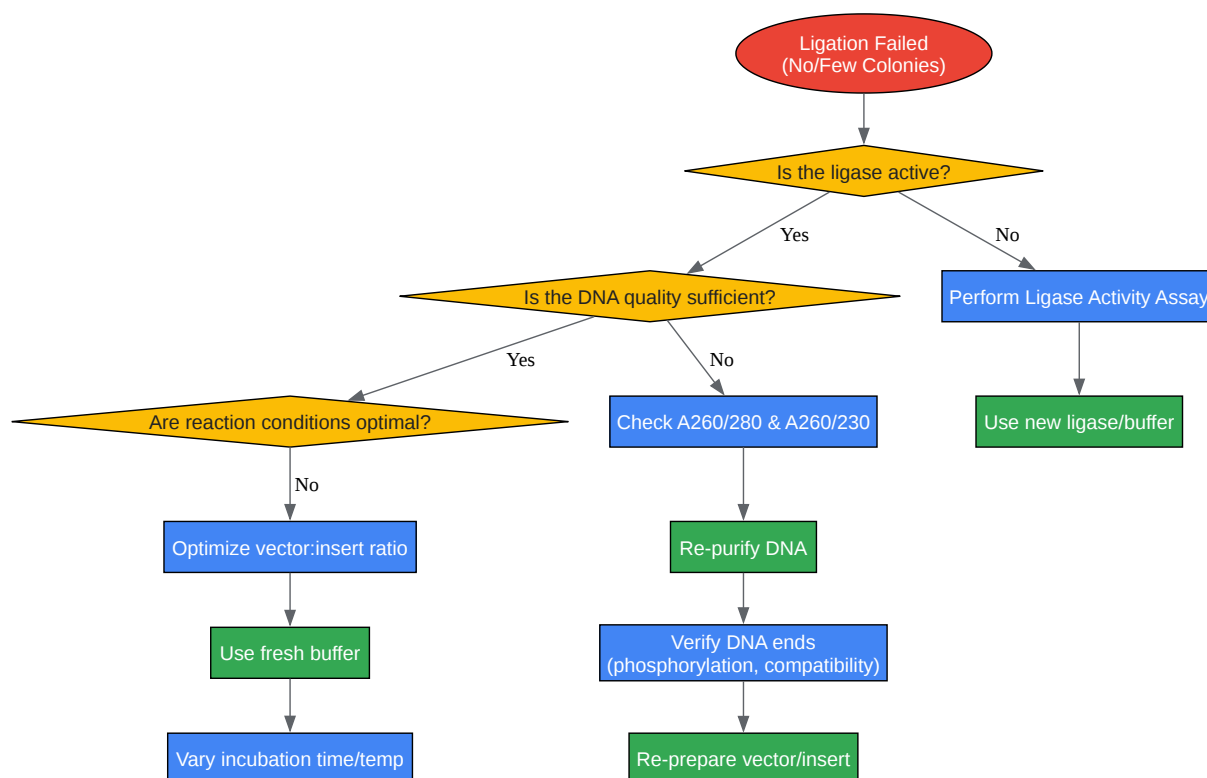 Ligation Failed
(No/Few Colonies)
Is the ligase active?
Yes
No
Is the DNA quality sufficient?
Perform Ligase Activity Assay
Yes
No
Are reaction conditions optimal?
Check A260/280 & A260/230
Use new ligase/buffer
No
Optimize vector:insert ratio
Re-purify DNA
Use fresh buffer
Verify DNA ends
(phosphorylation, compatibility)
Vary incubation time/temp
Re-prepare vector/insert